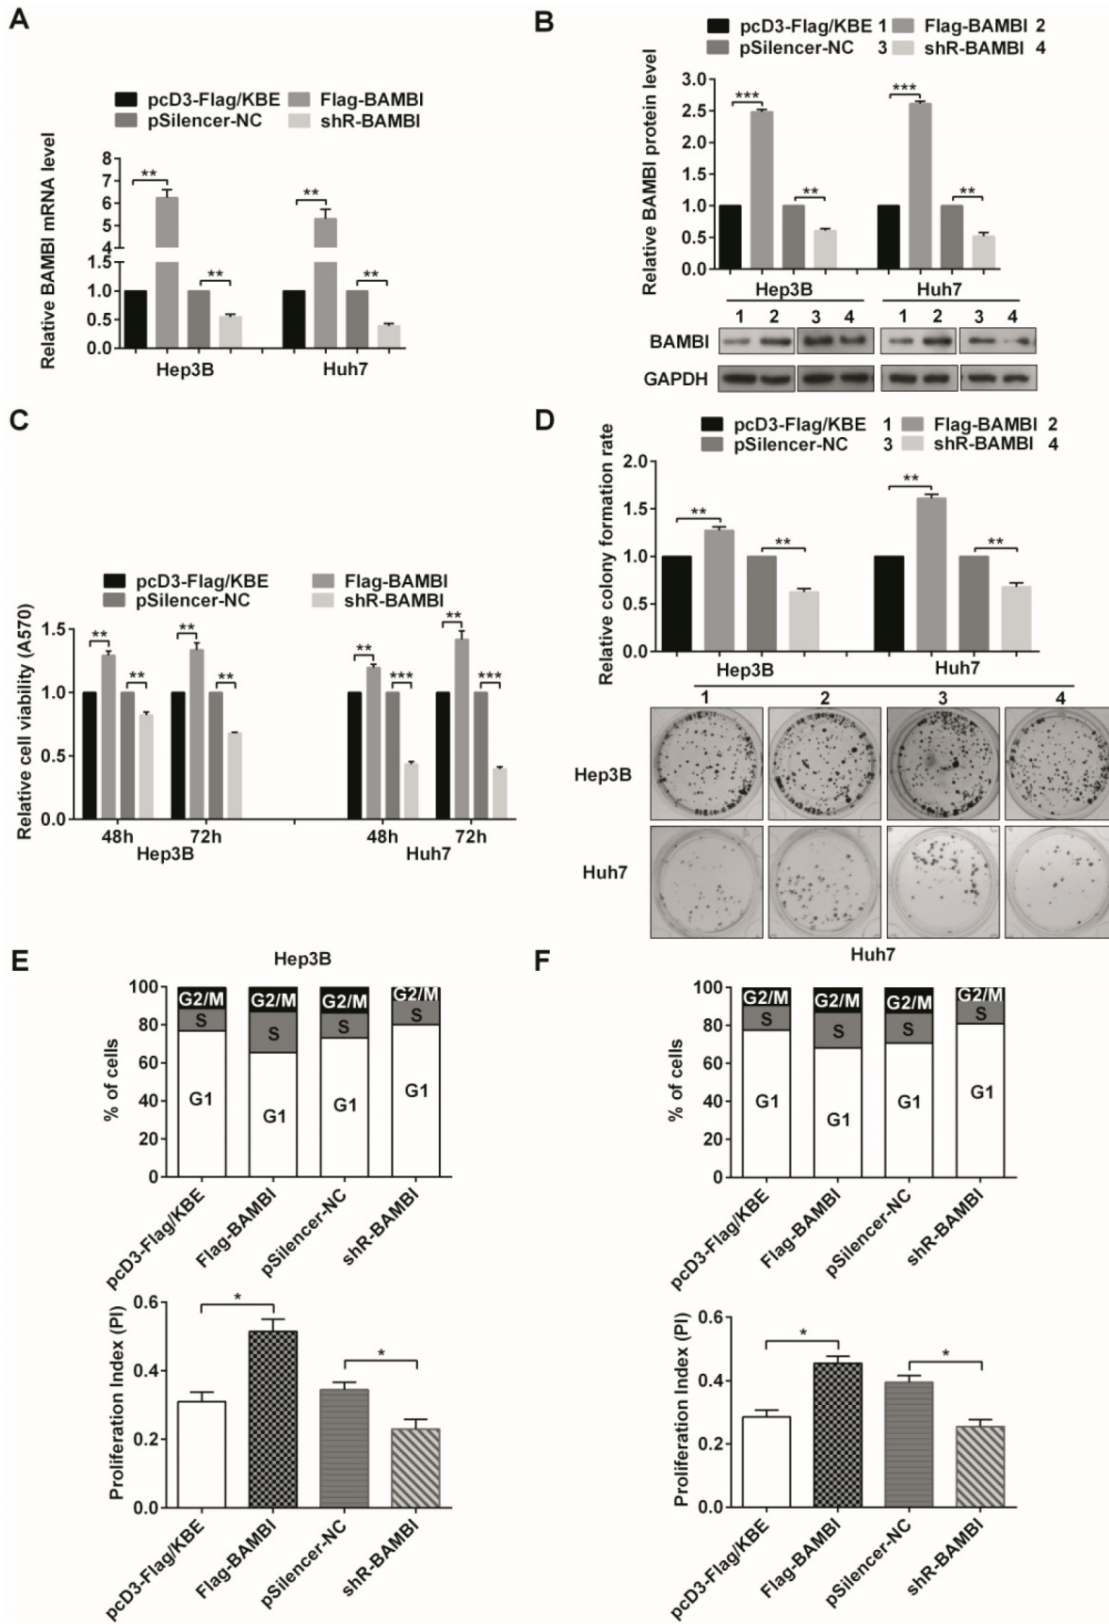 A
pcD3-Flag/KBE Flag-BAMBI
pSilencer-NC shR-BAMBI
Relative BAMBI mRNA level
8
7
6
5
4
1.5
1.0
0.5
0.0
** ** ** **
Hep3B Huh7
B
pcD3-Flag/KBE 1 Flag-BAMBI 2
pSilencer-NC 3 shR-BAMBI 4
Relative BAMBI protein level
3.0
2.5
2.0
1.5
1.0
0.5
0.0
*** ** *** **
Hep3B Huh7
1 2 3 4 1 2 3 4
BAMBI
GAPDH
C
pcD3-Flag/KBE Flag-BAMBI
pSilencer-NC shR-BAMBI
Relative cell viability (A570)
1.5
1.0
0.5
0.0
** ** ** ** ** *** ** ***
48h 72h 48h 72h
Hep3B Huh7
D
pcD3-Flag/KBE 1 Flag-BAMBI 2
pSilencer-NC 3 shR-BAMBI 4
Relative colony formation rate
2.0
1.5
1.0
0.5
0.0
** ** ** **
Hep3B Huh7
1 2 3 4
Hep3B
Huh7
E
Hep3B
% of cells
100
80
60
40
20
0
G2/M G2/M G2/M G2/M
S S S S
G1 G1 G1 G1
pcD3-Flag/KBE Flag-BAMBI pSilencer-NC shR-BAMBI
Proliferation Index (PI)
0.6
0.4
0.2
0.0
* *
pcD3-Flag/KBE Flag-BAMBI pSilencer-NC shR-BAMBI
F
Huh7
% of cells
100
80
60
40
20
0
G2/M G2/M G2/M G2/M
S S S S
G1 G1 G1 G1
pcD3-Flag/KBE Flag-BAMBI pSilencer-NC shR-BAMBI
Proliferation Index (PI)
0.6
0.4
0.2
0.0
* *
pcD3-Flag/KBE Flag-BAMBI pSilencer-NC shR-BAMBI